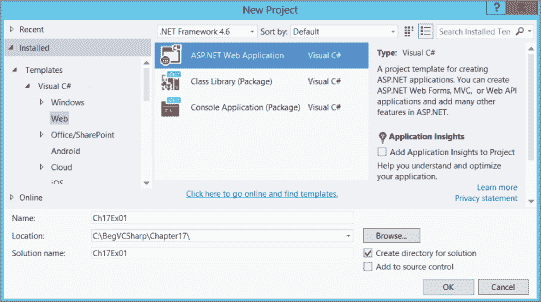 New Project
?
Recent
.NET Framework 4.6
Sort by: Default
Search Installed Tem
Installed
Templates
Visual C#
Windows
Web
Office/SharePoint
Android
Cloud
iOS
Online
ASP.NET Web Application Visual C#
Class Library (Package) Visual C#
Console Application (Package) Visual C#
Click here to go online and find templates.
Type: Visual C#
A project template for creating
ASP.NET applications. You can create
ASP.NET Web Forms, MVC, or Web API
applications and add many other
features in ASP.NET.
Application Insights
Add Application Insights to Project
Help you understand and optimize
your application.
Learn more
Privacy statement
Name: Ch17Ex01
Location: C:\BegVCSharp\Chapter17\
Browse...
Solution name: Ch17Ex01
Create directory for solution
Add to source control
OK
Cancel